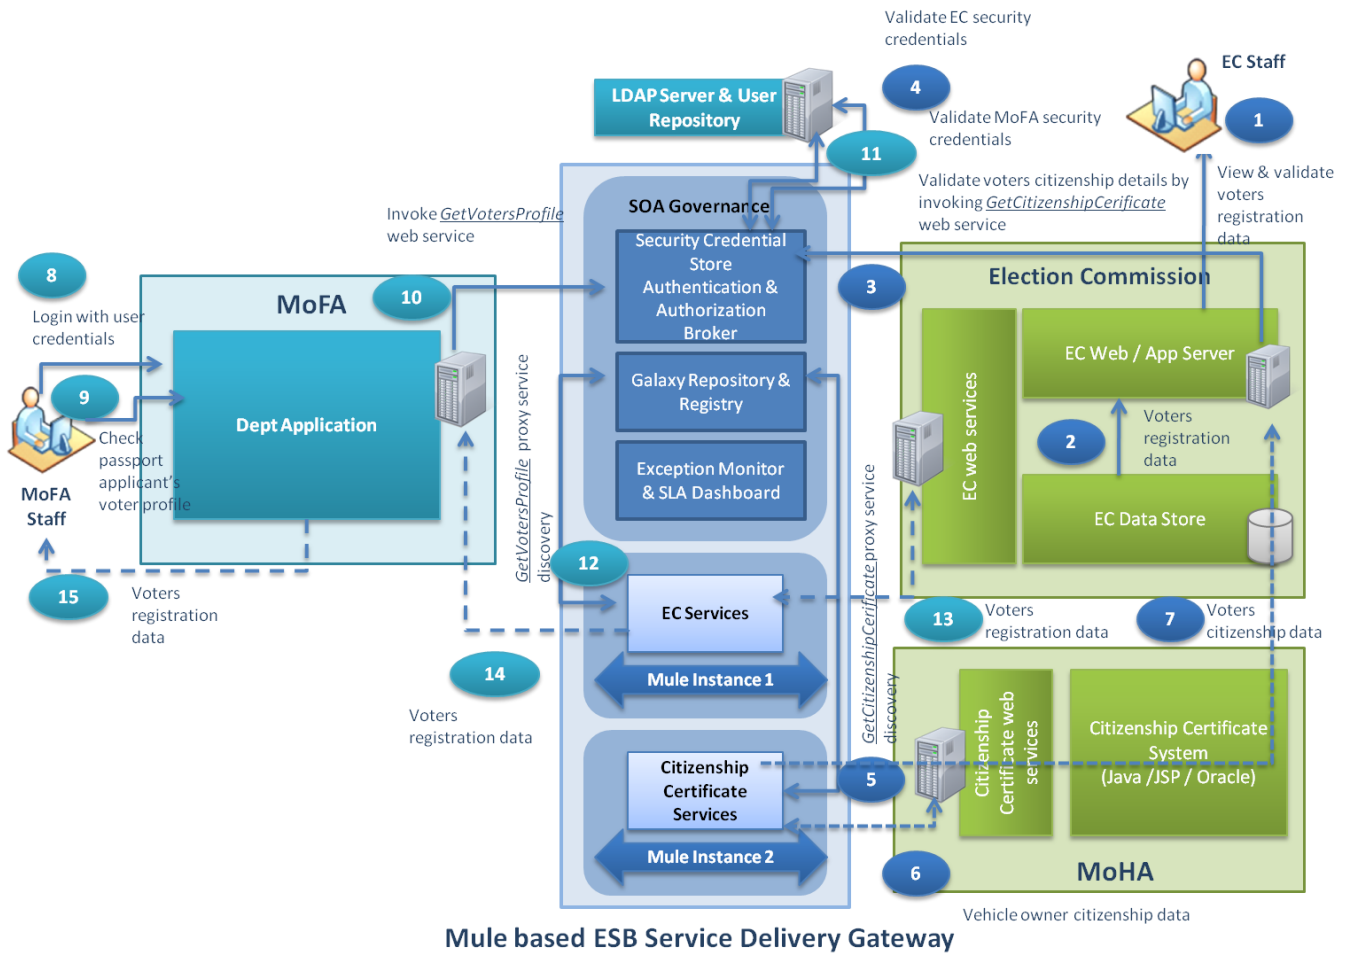 Validate EC security
credentials
4
EC Staff
1
LDAP Server & User
Repository
Validate MoFA security
credentials
11
View & validate
voters
registration
data
Validate voters citizenship details by
invoking GetCitizenshipCerificate
web service
SOA Governance
Invoke GetVotersProfile
web service
Security Credential
Store
Authentication &
Authorization
Broker
8
Login with user
credentials
MoFA
10
3
Election Commission
EC web services
EC Web / App Server
Galaxy Repository &
Registry
9
Check
passport
applicant's
voter profile
Dept Application
GetVotersProfile proxy service
discovery
2
Voters
registration
data
Exception Monitor
& SLA Dashboard
MoFA
Staff
EC Data Store
GetCitizenshipCerificate proxy service
discovery
12
EC Services
15
Voters
registration
data
13
Voters
registration data
7
Voters
citizenship data
14
Mule Instance 1
Voters
registration data
Citizenship
Certificate web
services
Citizenship Certificate
System
(Java /JSP / Oracle)
Citizenship
Certificate
Services
5
Mule Instance 2
6
MoHA
Vehicle owner citizenship data
Mule based ESB Service Delivery Gateway